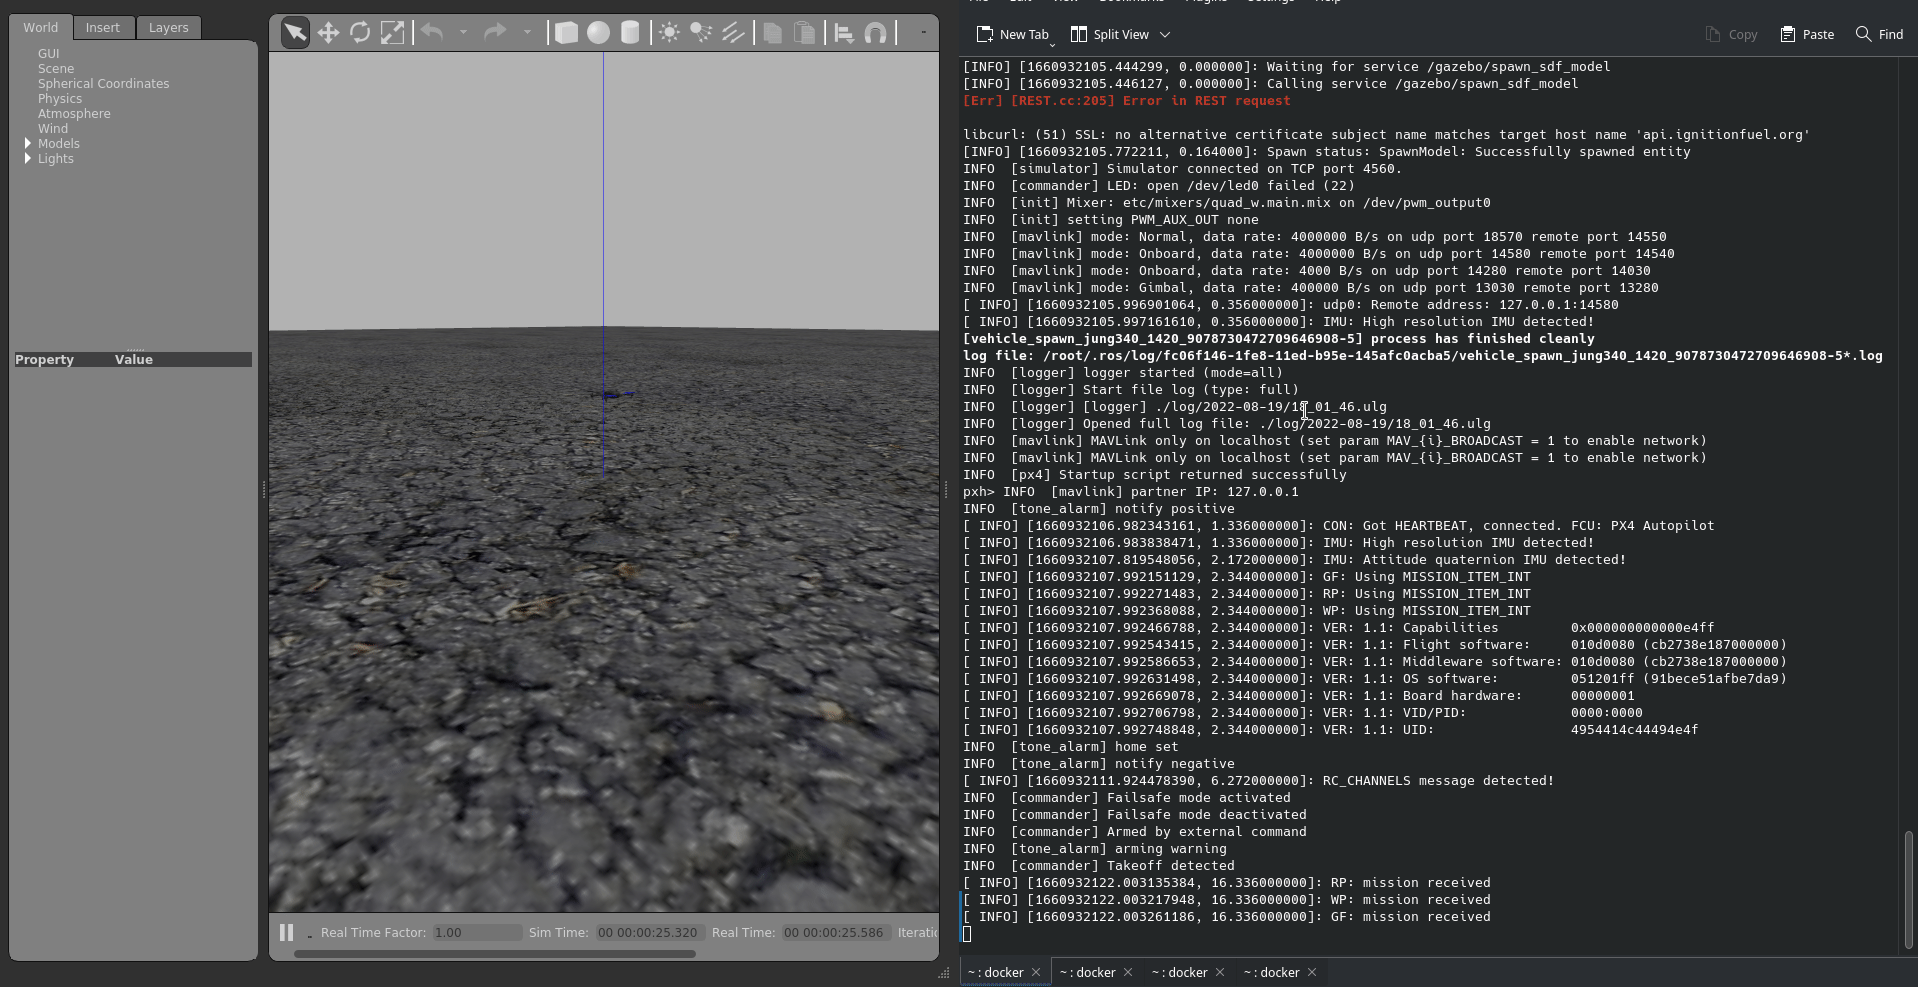 World Insert Layers
GUI
Scene
Spherical Coordinates
Physics
Atmosphere
Wind
Models
Lights
Property Value
Real Time Factor: 1.00 Sim Time: 00 00:00:25.320 Real Time: 00 00:00:25.586
New Tab Split View Copy Paste Find
[INFO] [1660932105.444299, 0.000000]: Waiting for service /gazebo/spawn_sdf_model
[INFO] [1660932105.446127, 0.000000]: Calling service /gazebo/spawn_sdf_model
[Err] [REST.cc:205] Error in REST request
libcurl: (51) SSL: no alternative certificate subject name matches target host name 'api.ignitionfuel.org'
[INFO] [1660932105.772211, 0.164000]: Spawn status: SpawnModel: Successfully spawned entity
INFO  [simulator] Simulator connected on TCP port 4560.
INFO  [commander] LED: open /dev/led0 failed (22)
INFO  [init] Mixer: etc/mixers/quad_w.main.mix on /dev/pwm_output0
INFO  [init] setting PWM_AUX_OUT none
INFO  [mavlink] mode: Normal, data rate: 4000000 B/s on udp port 18570 remote port 14550
INFO  [mavlink] mode: Onboard, data rate: 4000000 B/s on udp port 14580 remote port 14540
INFO  [mavlink] mode: Onboard, data rate: 4000 B/s on udp port 14280 remote port 14030
INFO  [mavlink] mode: Gimbal, data rate: 400000 B/s on udp port 13030 remote port 13280
[ INFO] [1660932105.996901064, 0.356000000]: udp0: Remote address: 127.0.0.1:14580
[ INFO] [1660932105.997161610, 0.356000000]: IMU: High resolution IMU detected!
[vehicle_spawn_jung340_1420_9078730472709646908-5] process has finished cleanly
log file: /root/.ros/log/fc06f146-1fe8-11ed-b95e-145afc0acba5/vehicle_spawn_jung340_1420_9078730472709646908-5*.log
INFO  [logger] logger started (mode=all)
INFO  [logger] Start file log (type: full)
INFO  [logger] [logger] ./log/2022-08-19/18_01_46.ulg
INFO  [logger] Opened full log file: ./log/2022-08-19/18_01_46.ulg
INFO  [mavlink] MAVLink only on localhost (set param MAV_{i}_BROADCAST = 1 to enable network)
INFO  [mavlink] MAVLink only on localhost (set param MAV_{i}_BROADCAST = 1 to enable network)
INFO  [px4] Startup script returned successfully
pxh> INFO  [mavlink] partner IP: 127.0.0.1
INFO  [tone_alarm] notify positive
[ INFO] [1660932106.982343161, 1.336000000]: CON: Got HEARTBEAT, connected. FCU: PX4 Autopilot
[ INFO] [1660932106.983838471, 1.336000000]: IMU: High resolution IMU detected!
[ INFO] [1660932107.819548056, 2.172000000]: IMU: Attitude quaternion IMU detected!
[ INFO] [1660932107.992151129, 2.344000000]: GF: Using MISSION_ITEM_INT
[ INFO] [1660932107.992271483, 2.344000000]: RP: Using MISSION_ITEM_INT
[ INFO] [1660932107.992368088, 2.344000000]: WP: Using MISSION_ITEM_INT
[ INFO] [1660932107.992466788, 2.344000000]: VER: 1.1: Capabilities         0x000000000000e4ff
[ INFO] [1660932107.992543415, 2.344000000]: VER: 1.1: Flight software:     010d0080 (cb2738e187000000)
[ INFO] [1660932107.992586653, 2.344000000]: VER: 1.1: Middleware software: 010d0080 (cb2738e187000000)
[ INFO] [1660932107.992631498, 2.344000000]: VER: 1.1: OS software:         051201ff (91bece51afbe7da9)
[ INFO] [1660932107.992669078, 2.344000000]: VER: 1.1: Board hardware:      00000001
[ INFO] [1660932107.992706798, 2.344000000]: VER: 1.1: VID/PID:             0000:0000
[ INFO] [1660932107.992748848, 2.344000000]: VER: 1.1: UID:                 4954414c44494e4f
INFO  [tone_alarm] home set
INFO  [tone_alarm] notify negative
[ INFO] [1660932111.924478390, 6.272000000]: RC_CHANNELS message detected!
INFO  [commander] Failsafe mode activated
INFO  [commander] Failsafe mode deactivated
INFO  [commander] Armed by external command
INFO  [tone_alarm] arming warning
INFO  [commander] Takeoff detected
[ INFO] [1660932122.003135384, 16.336000000]: RP: mission received
[ INFO] [1660932122.003217948, 16.336000000]: WP: mission received
[ INFO] [1660932122.003261186, 16.336000000]: GF: mission received
~ : docker ~ : docker ~ : docker ~ : docker